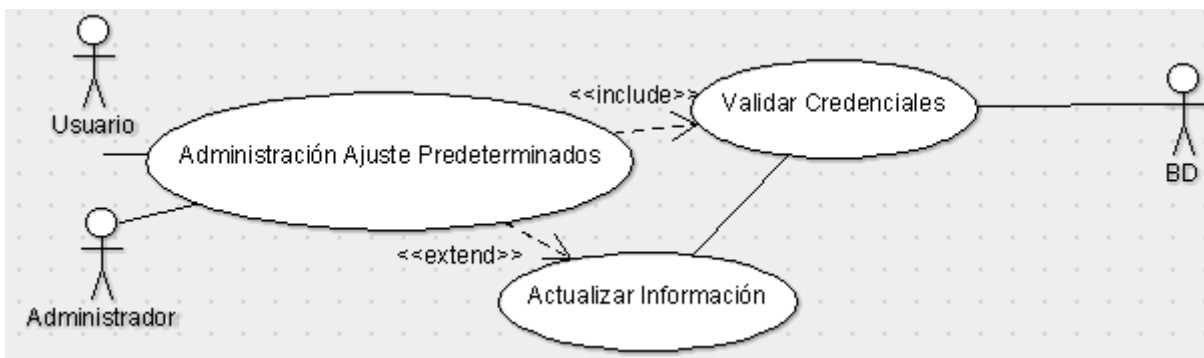 Usuario
<<include>>
Validar Credenciales
BD
Administración Ajuste Predeterminados
Administrador
<<extend>>
Actualizar Información